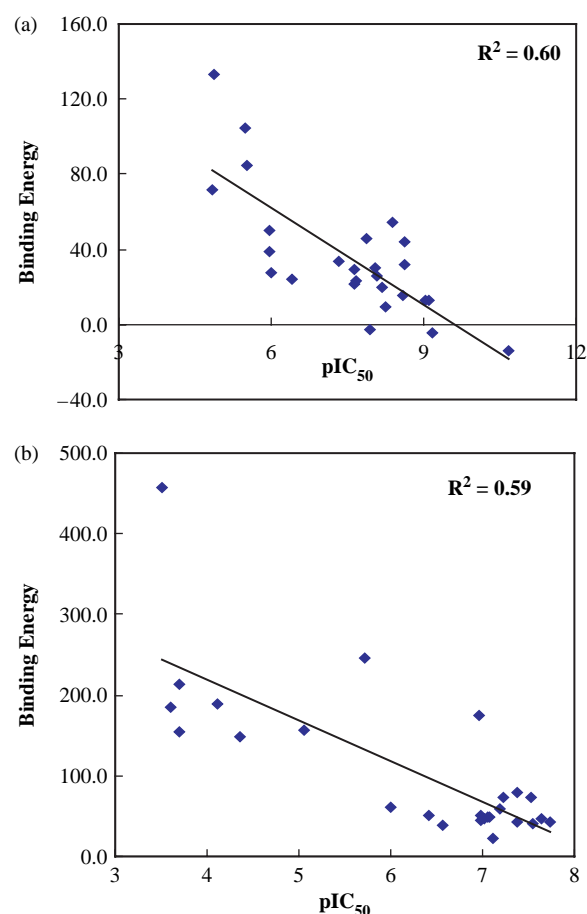 (a)
R² = 0.60
160.0
120.0
80.0
40.0
0.0
−40.0
Binding Energy
3 6 9 12
pIC₅₀
(b)
R² = 0.59
500.0
400.0
300.0
200.0
100.0
0.0
Binding Energy
3 4 5 6 7 8
pIC₅₀